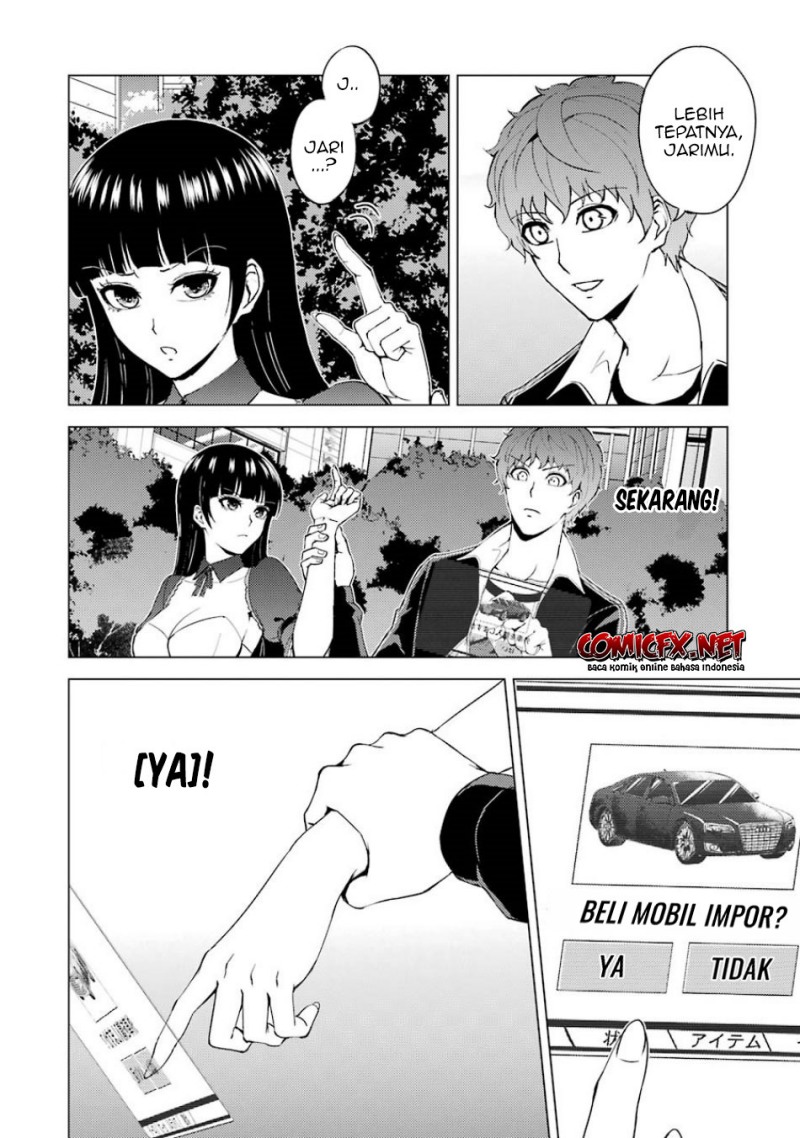 LEBIH
TEPATNYA,
JARIMU.
J..
JARI
....?
SEKARANG!
COMICFX.NET
BACA KOMIK ONLINE BAHASA INDONESIA
BELI MOBIL IMPOR?
YA
TIDAK
アイテム
[YA]!